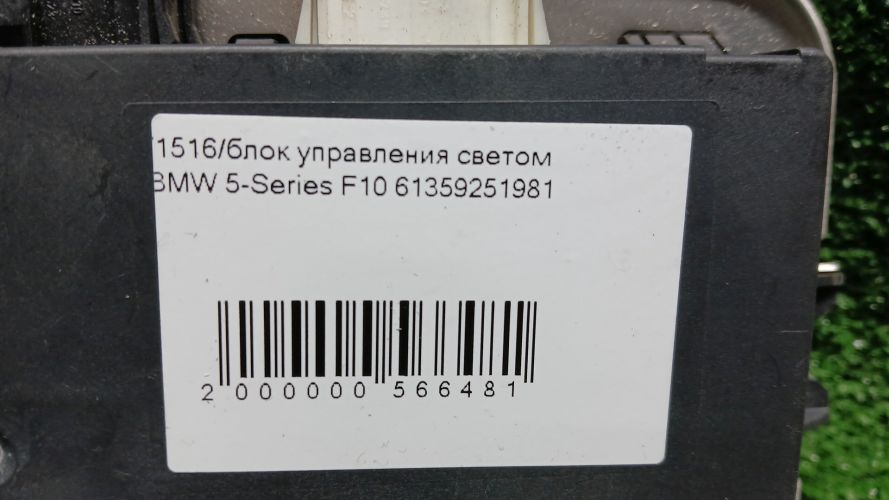 1516/блок управления светом
BMW 5-Series F10 61359251981
2 000000 566481